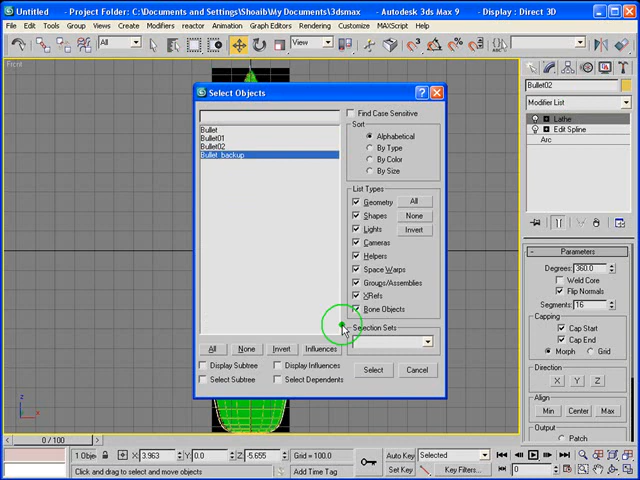 Untitled - Project Folder: C:\Documents and Settings\Shoaib\My Documents\3dsmax - Autodesk 3ds Max 9 - Display : Direct 3D
File Edit Tools Group Views Create Modifiers reactor Animation Graph Editors Rendering Customize MAXScript Help
All View
Front
Select Objects
Bullet02
Modifier List
Find Case Sensitive
Sort
Bullet
Alphabetical
Bullet01
By Type
Bullet02
By Color
Bullet_backup
By Size
Lathe
Edit Spline
Arc
List Types
Geometry All
Shapes None
Lights Invert
Cameras
Helpers
Space Warps
Groups/Assemblies
XRefs
Bone Objects
Parameters
Degrees: 360.0
Weld Core
Flip Normals
Segments: 16
Capping
Cap Start
Cap End
Morph Grid
Selection Sets
All None Invert Influences
Display Subtree Display Influences
Select Subtree Select Dependents
Select Cancel
Direction
X Y Z
Align
Min Center Max
Output
Patch
z
x
0 / 100
1 Obje X: 3.963 Y: 0.0 Z: -5.655 Grid = 100.0
Click and drag to select and move objects
Add Time Tag
Auto Key Selected
Set Key Key Filters... 0